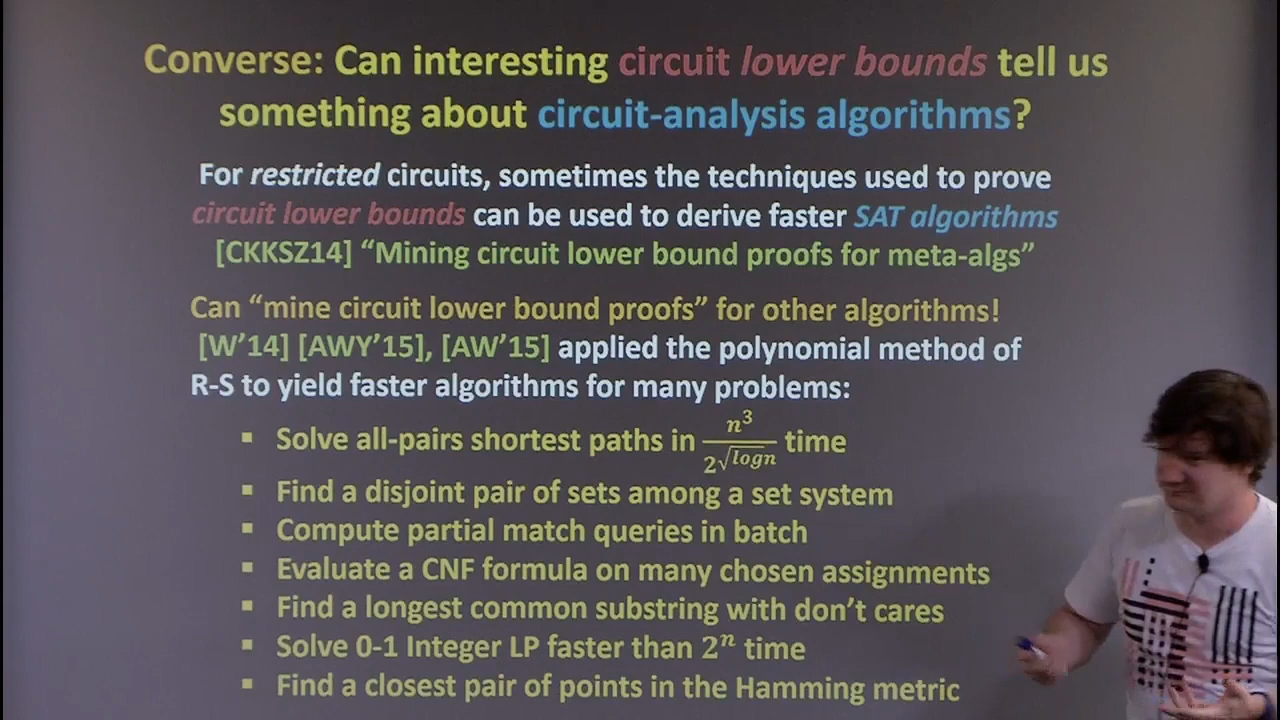 Converse: Can interesting circuit lower bounds tell us
something about circuit-analysis algorithms?
For restricted circuits, sometimes the techniques used to prove
circuit lower bounds can be used to derive faster SAT algorithms
[CKKSZ14] “Mining circuit lower bound proofs for meta-algs”
Can “mine circuit lower bound proofs” for other algorithms!
[W’14] [AWY’15], [AW’15] applied the polynomial method of
R-S to yield faster algorithms for many problems:
▪ Solve all-pairs shortest paths in n³/2^√logn time
▪ Find a disjoint pair of sets among a set system
▪ Compute partial match queries in batch
▪ Evaluate a CNF formula on many chosen assignments
▪ Find a longest common substring with don’t cares
▪ Solve 0-1 Integer LP faster than 2ⁿ time
▪ Find a closest pair of points in the Hamming metric